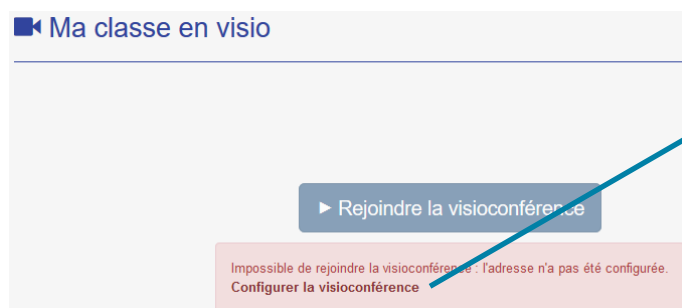 Ma classe en visio
► Rejoindre la visioconférence
Impossible de rejoindre la visioconférence : l'adresse n'a pas été configurée.
Configurer la visioconférence